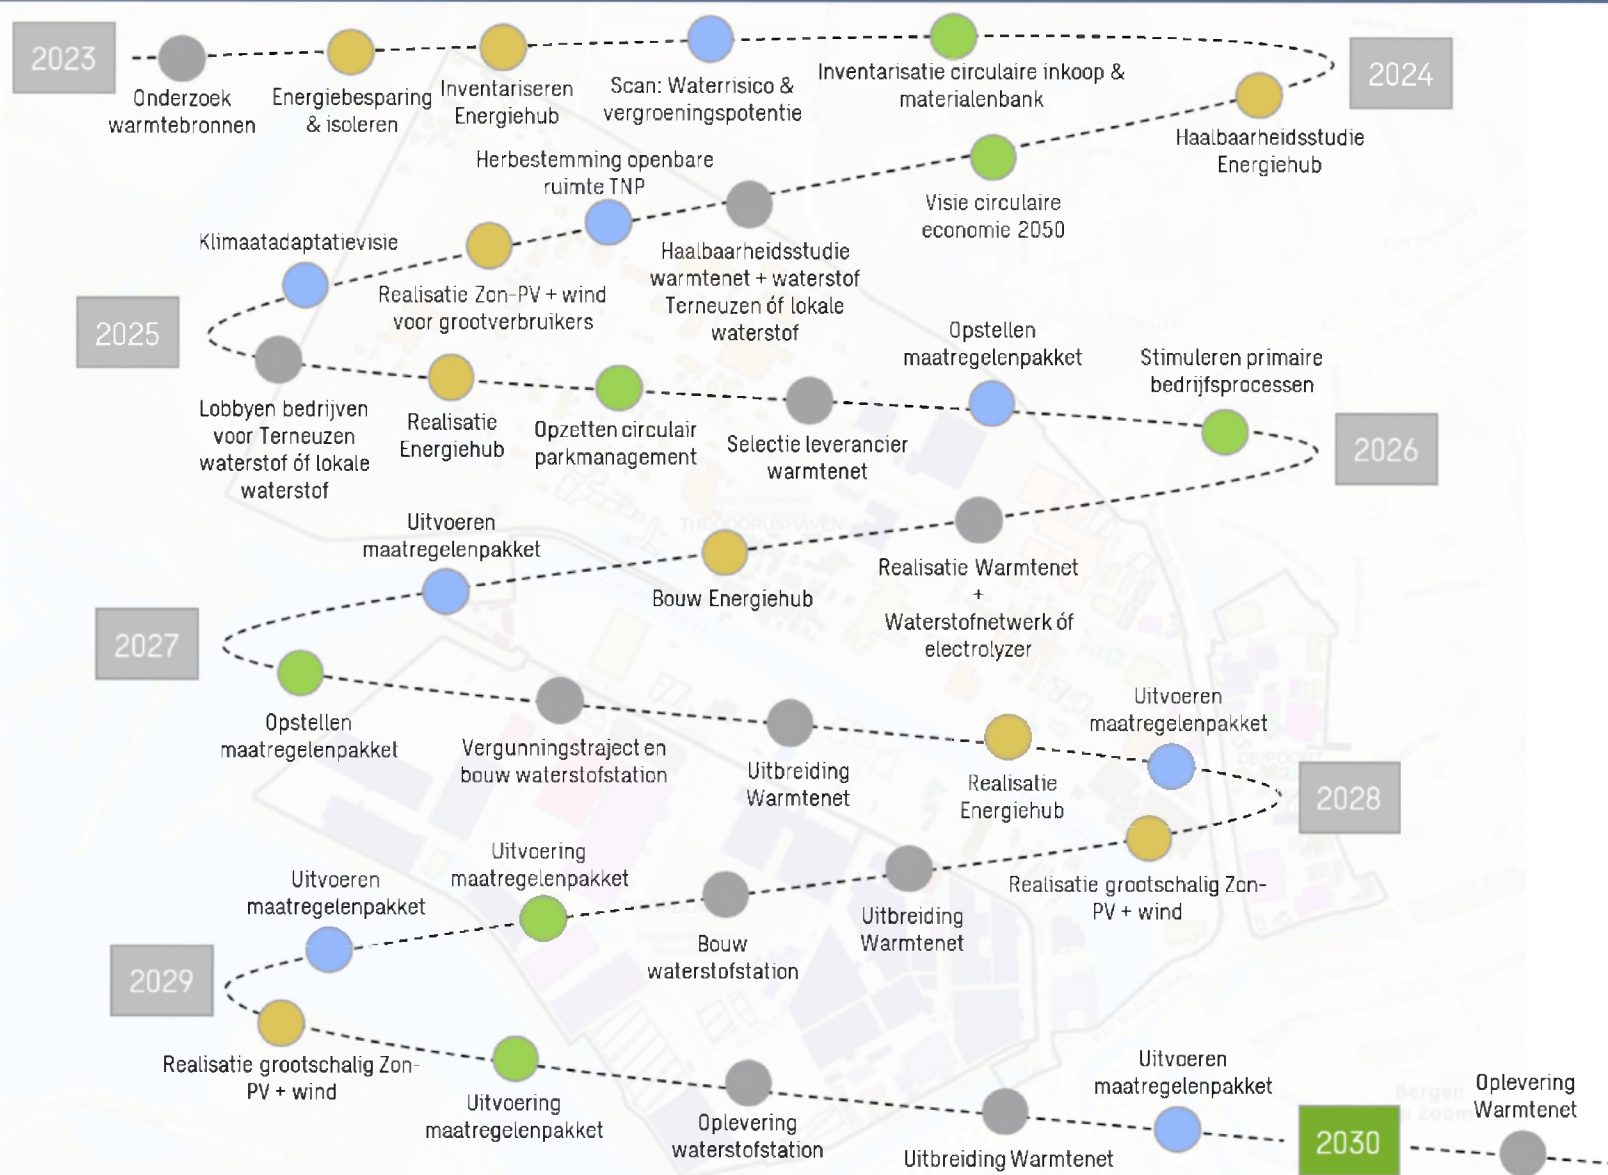 2023
Onderzoek
warmtebronnen
Energiebesparing
& isoleren
Inventariseren
Energiehub
Scan: Waterrisico &
vergroeningspotentie
Inventarisatie circulaire inkoop &
materialenbank
2024
Haalbaarheidsstudie
Energiehub
Visie circulaire
economie 2050
Haalbaarheidsstudie
warmtenet + waterstof
Terneuzen óf lokale
waterstof
Herbestemming openbare
ruimte TNP
Realisatie Zon-PV + wind
voor grootverbruikers
Klimaatadaptatievisie
2025
Lobbyen bedrijven
voor Terneuzen
waterstof óf lokale
waterstof
Realisatie
Energiehub
Opzetten circulair
parkmanagement
Selectie leverancier
warmtenet
Opstellen
maatregelenpakket
Stimuleren primaire
bedrijfsprocessen
2026
Realisatie Warmtenet
+
Waterstofnetwerk óf
electrolyzer
THEODORUSHAVEN
Bouw Energiehub
Uitvoeren
maatregelenpakket
2027
Opstellen
maatregelenpakket
Vergunningstraject en
bouw waterstofstation
Uitbreiding
Warmtenet
Realisatie
Energiehub
Uitvoeren
maatregelenpakket
DE POORT
2028
Realisatie grootschalig Zon-
PV + wind
Uitbreiding
Warmtenet
Bouw
waterstofstation
Uitvoering
maatregelenpakket
Uitvoeren
maatregelenpakket
2029
Realisatie grootschalig Zon-
PV + wind
Uitvoering
maatregelenpakket
Oplevering
waterstofstation
Uitbreiding Warmtenet
Uitvoeren
maatregelenpakket
2030
Bergen
Zoom
Oplevering
Warmtenet